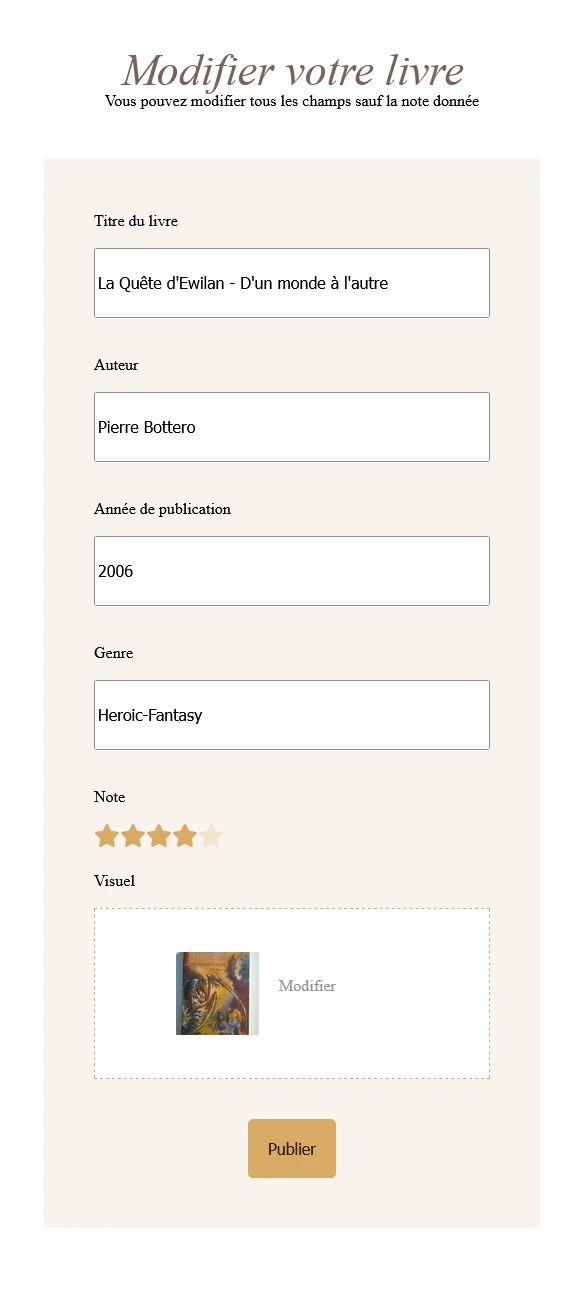 Modifier votre livre
Vous pouvez modifier tous les champs sauf la note donnée
Titre du livre
La Quête d'Ewilan - D'un monde à l'autre
Auteur
Pierre Bottero
Année de publication
2006
Genre
Heroic-Fantasy
Note
Visuel
Modifier
Publier